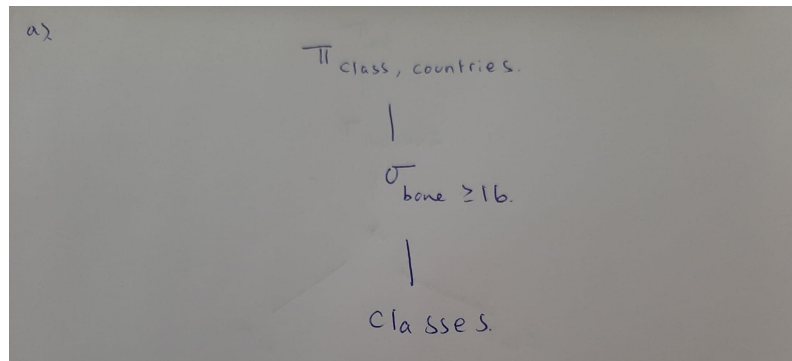 a)
π class, countries.
σ bone ≥ 16.
Classes.